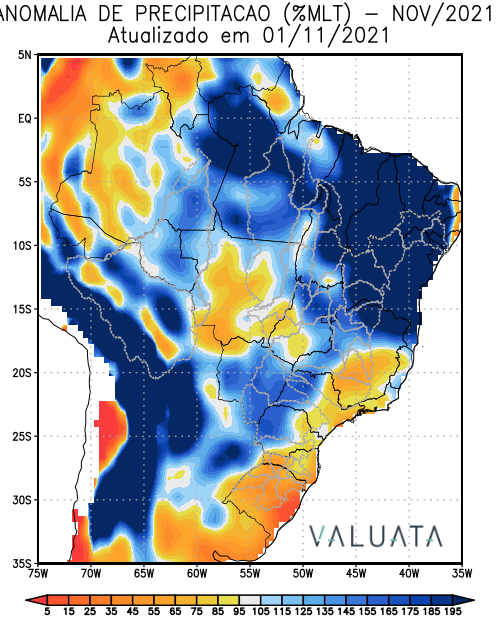 ANOMALIA DE PRECIPITACAO (%MLT) – NOV/2021
Atualizado em 01/11/2021
5N
EQ
5S
10S
15S
20S
25S
30S
35S
VALUATA
75W 70W 65W 60W 55W 50W 45W 40W 35W
5 15 25 35 45 55 65 75 85 95 105 115 125 135 145 155 165 175 185 195